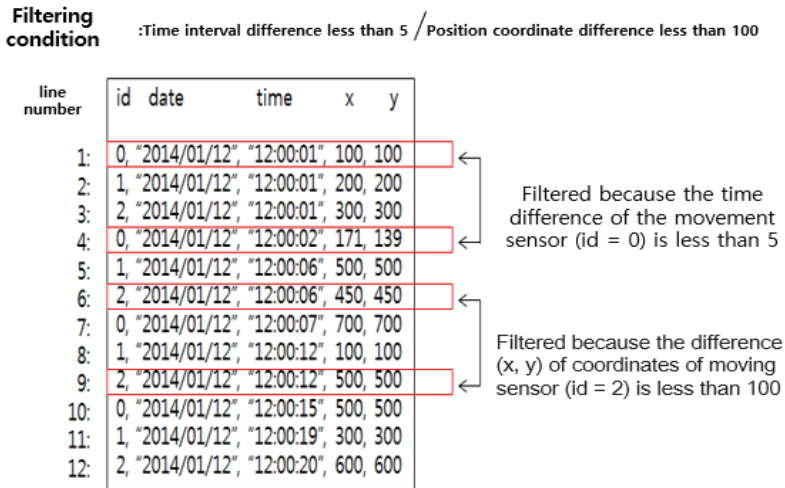 Filtering condition :Time interval difference less than 5 / Position coordinate difference less than 100
line number id date time x y
1: 0, "2014/01/12", "12:00:01", 100, 100
2: 1, "2014/01/12", "12:00:01", 200, 200
3: 2, "2014/01/12", "12:00:01", 300, 300
4: 0, "2014/01/12", "12:00:02", 171, 139
5: 1, "2014/01/12", "12:00:06", 500, 500
6: 2, "2014/01/12", "12:00:06", 450, 450
7: 0, "2014/01/12", "12:00:07", 700, 700
8: 1, "2014/01/12", "12:00:12", 100, 100
9: 2, "2014/01/12", "12:00:12", 500, 500
10: 0, "2014/01/12", "12:00:15", 500, 500
11: 1, "2014/01/12", "12:00:19", 300, 300
12: 2, "2014/01/12", "12:00:20", 600, 600
Filtered because the time
difference of the movement
sensor (id = 0) is less than 5
Filtered because the difference
(x, y) of coordinates of moving
sensor (id = 2) is less than 100